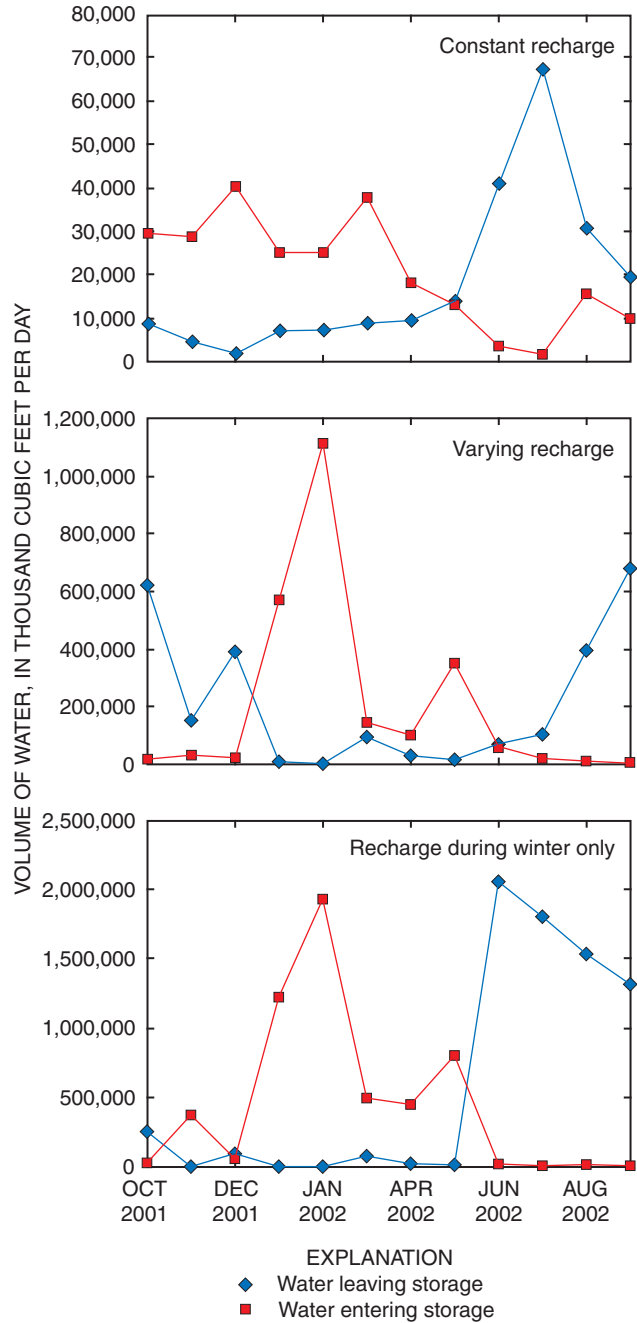 VOLUME OF WATER, IN THOUSAND CUBIC FEET PER DAY
80,000
Constant recharge
70,000
60,000
50,000
40,000
30,000
20,000
10,000
0
1,200,000
Varying recharge
1,000,000
800,000
600,000
400,000
200,000
0
2,500,000
Recharge during winter only
2,000,000
1,500,000
1,000,000
500,000
0
OCT DEC JAN APR JUN AUG
2001 2001 2002 2002 2002 2002
EXPLANATION
Water leaving storage
Water entering storage